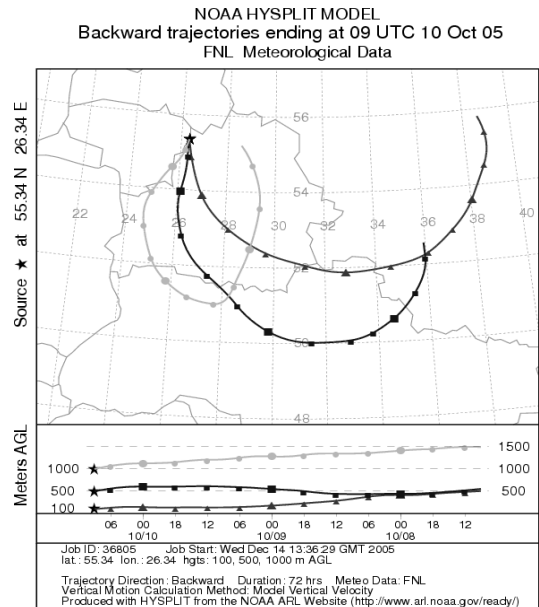 NOAA HYSPLIT MODEL
Backward trajectories ending at 09 UTC 10 Oct 05
FNL Meteorological Data
Source ★ at 55.34 N 26.34 E
56
54
22 24 26 28 30 32 34 36 38 40
52
50
48
Meters AGL
1500
1000 1000
500 500
100
06 00 18 12 06 00 18 12 06 00 18 12
10/10 10/09 10/08
Job ID: 36805 Job Start: Wed Dec 14 13:36:29 GMT 2005
lat.: 55.34 lon.: 26.34 hgts: 100, 500, 1000 m AGL
Trajectory Direction: Backward Duration: 72 hrs Meteo Data: FNL
Vertical Motion Calculation Method: Model Vertical Velocity
Produced with HYSPLIT from the NOAA ARL Website (http://www.arl.noaa.gov/ready/)